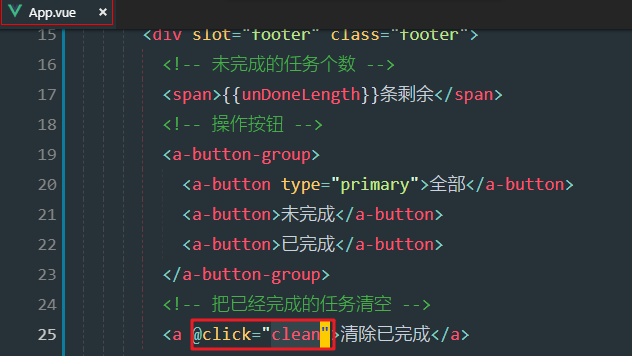 App.vue ×
15 <div slot="footer" class="footer">
16 <!-- 未完成的任务个数 -->
17 <span>{{unDoneLength}}条剩余</span>
18 <!-- 操作按钮 -->
19 <a-button-group>
20 <a-button type="primary">全部</a-button>
21 <a-button>未完成</a-button>
22 <a-button>已完成</a-button>
23 </a-button-group>
24 <!-- 把已经完成的任务清空 -->
25 <a @click="clean">清除已完成</a>